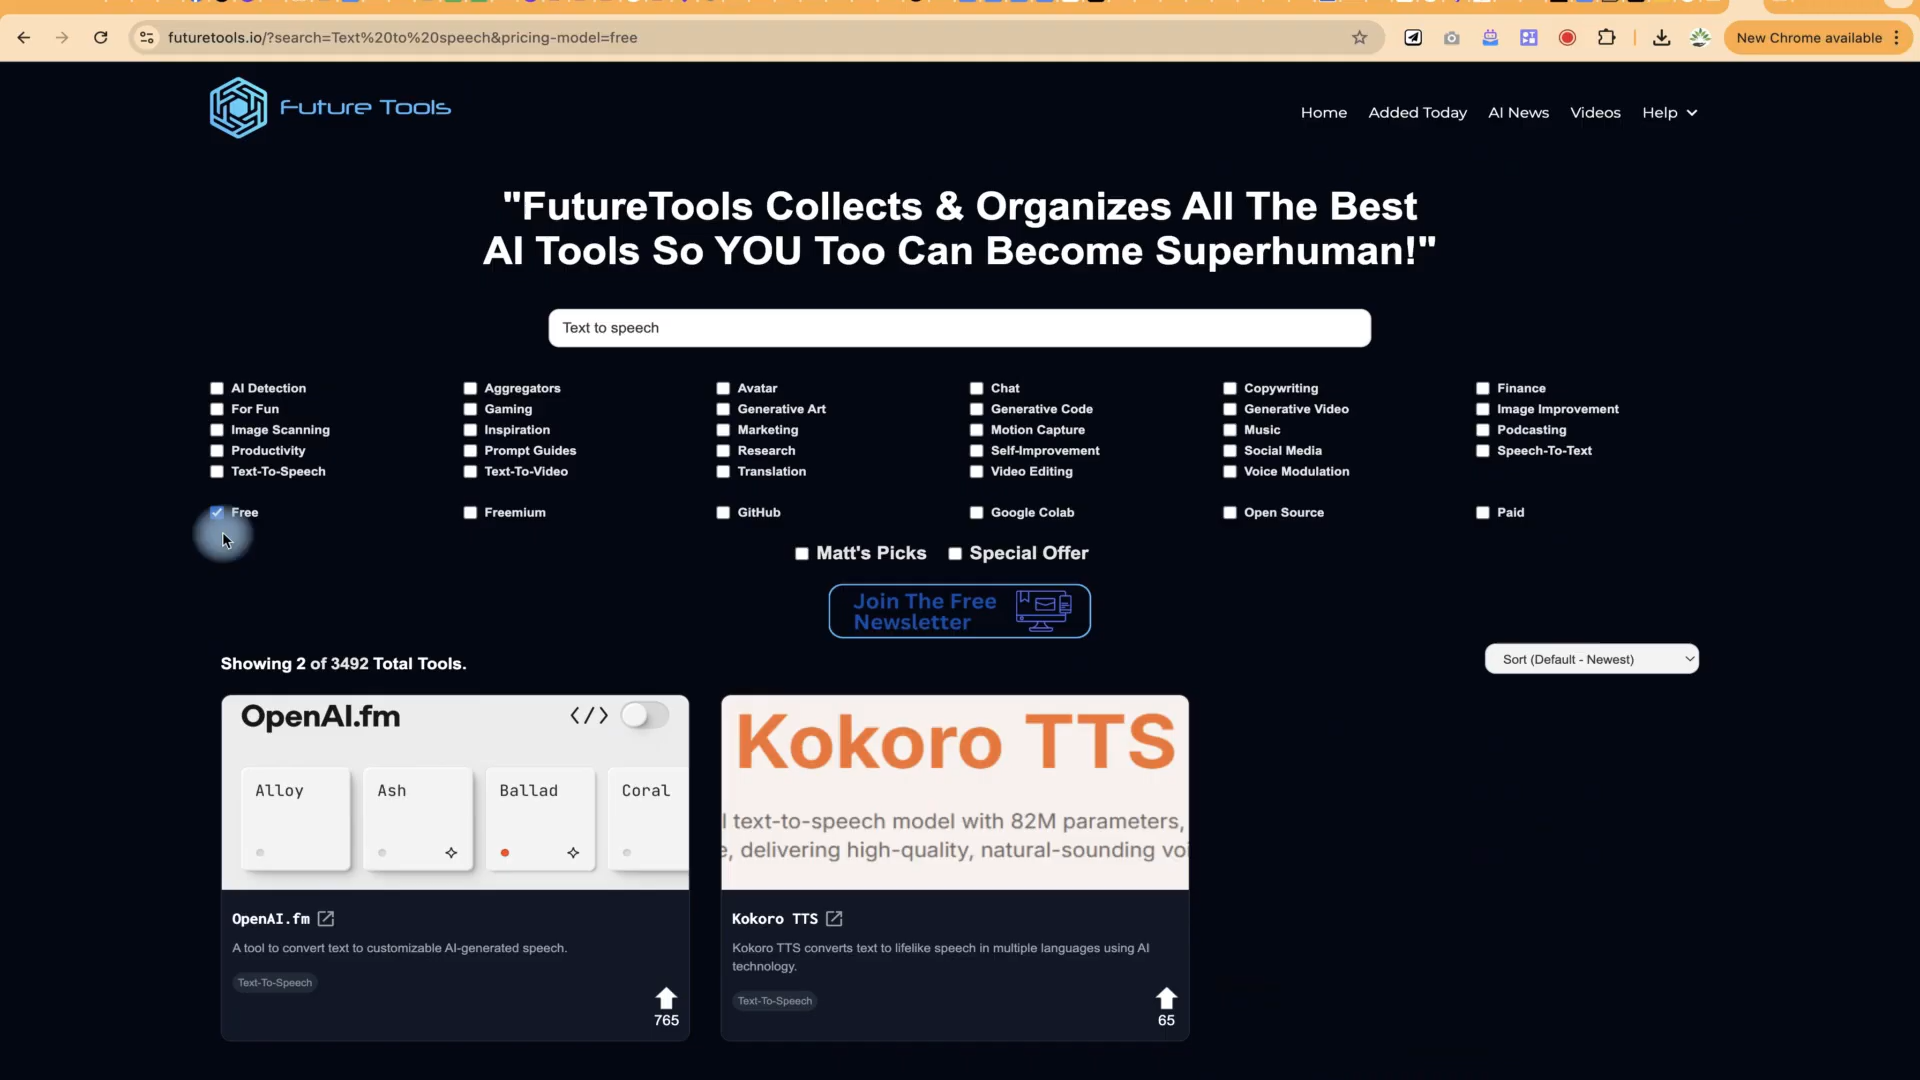 futuretools.io/?search=Text%20to%20speech&pricing-model=free
New Chrome available
Future Tools
Home
Added Today
AI News
Videos
Help
"FutureTools Collects & Organizes All The Best
AI Tools So YOU Too Can Become Superhuman!"
Text to speech
AI Detection
Aggregators
Avatar
Chat
Copywriting
Finance
For Fun
Gaming
Generative Art
Generative Code
Generative Video
Image Improvement
Image Scanning
Inspiration
Marketing
Motion Capture
Music
Podcasting
Productivity
Prompt Guides
Research
Self-Improvement
Social Media
Speech-To-Text
Text-To-Speech
Text-To-Video
Translation
Video Editing
Voice Modulation
Free
Freemium
GitHub
Google Colab
Open Source
Paid
Matt's Picks
Special Offer
Join The Free
Newsletter
Showing 2 of 3492 Total Tools.
Sort (Default - Newest)
OpenAI.fm
</>
Alloy
Ash
Ballad
Coral
OpenAI.fm
A tool to convert text to customizable AI-generated speech.
Text-To-Speech
765
Kokoro TTS
l text-to-speech model with 82M parameters,
e, delivering high-quality, natural-sounding voi
Kokoro TTS
Kokoro TTS converts text to lifelike speech in multiple languages using AI
technology.
Text-To-Speech
65